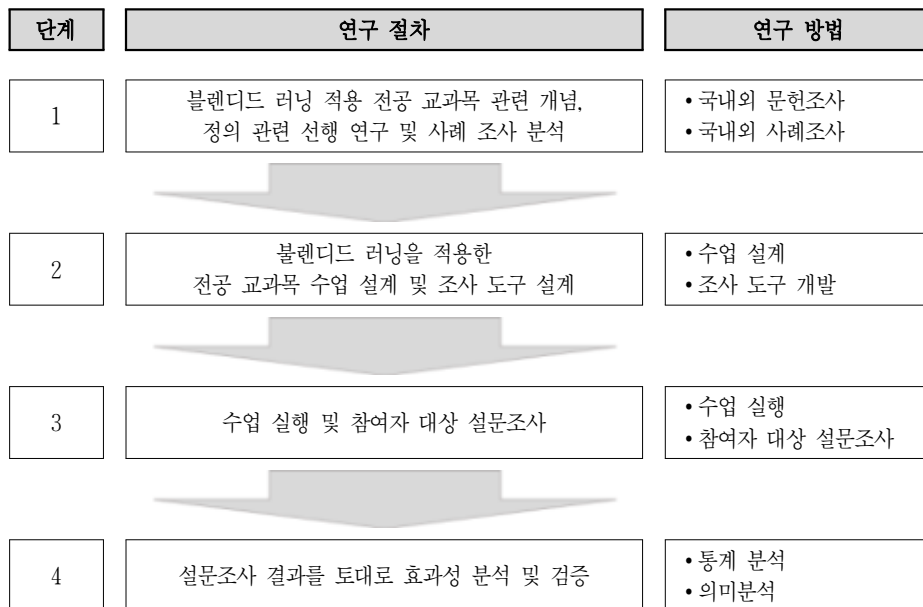 단계 연구 절차 연구 방법
1
블렌디드 러닝 적용 전공 교과목 관련 개념,
정의 관련 선행 연구 및 사례 조사 분석
• 국내외 문헌조사
• 국내외 사례조사
2
블렌디드 러닝을 적용한
전공 교과목 수업 설계 및 조사 도구 설계
• 수업 설계
• 조사 도구 개발
3
수업 실행 및 참여자 대상 설문조사
• 수업 실행
• 참여자 대상 설문조사
4
설문조사 결과를 토대로 효과성 분석 및 검증
• 통계 분석
• 의미분석